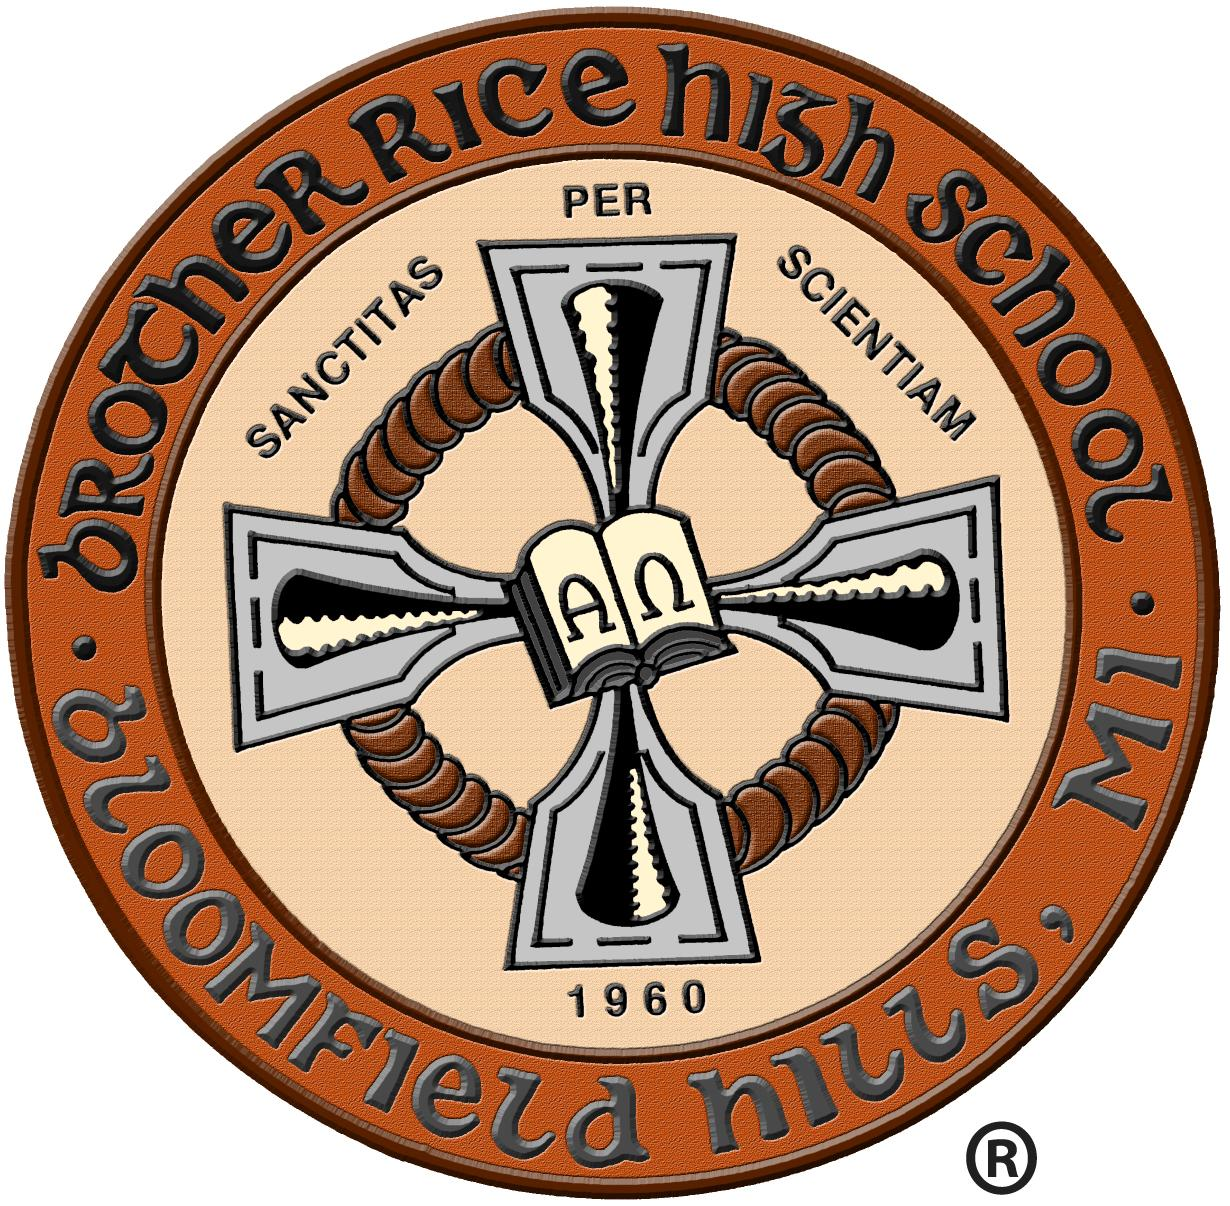 BROTHER RICE HIGH SCHOOL
SANCTITAS PER SCIENTIAM
Α Ω
1960
· BLOOMFIELD HILLS, MI ·
®